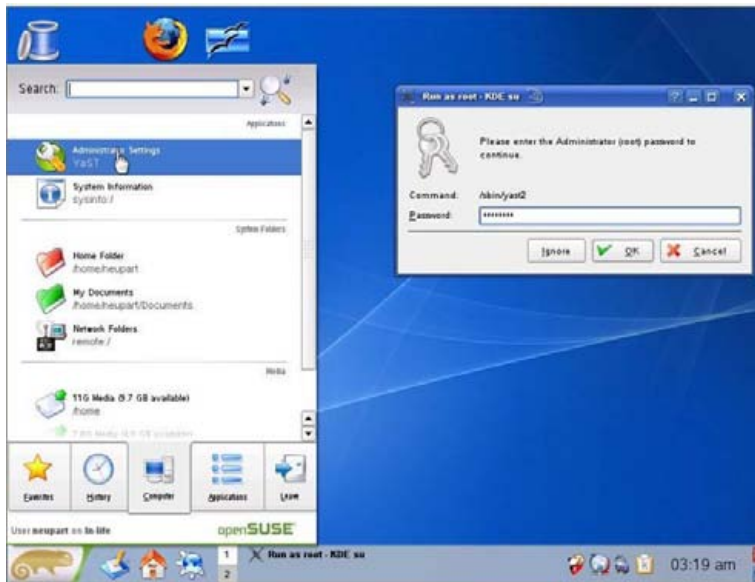 Search:
Applications
Administrator Settings
YaST
System Information
sysinfo:/
System Folders
Home Folder
/home/neupart
My Documents
/home/neupart/Documents
Network Folders
remote:/
Media
11G Media (9.7 GB available)
/home
Favorites
History
Computer
Applications
Leave
User neupart on ln-life
openSUSE
Run as root - KDE su
Please enter the Administrator (root) password to
continue.
Command: /sbin/yast2
Password: ********
Ignore
OK
Cancel
1
2
Run as root - KDE su
03:19 am